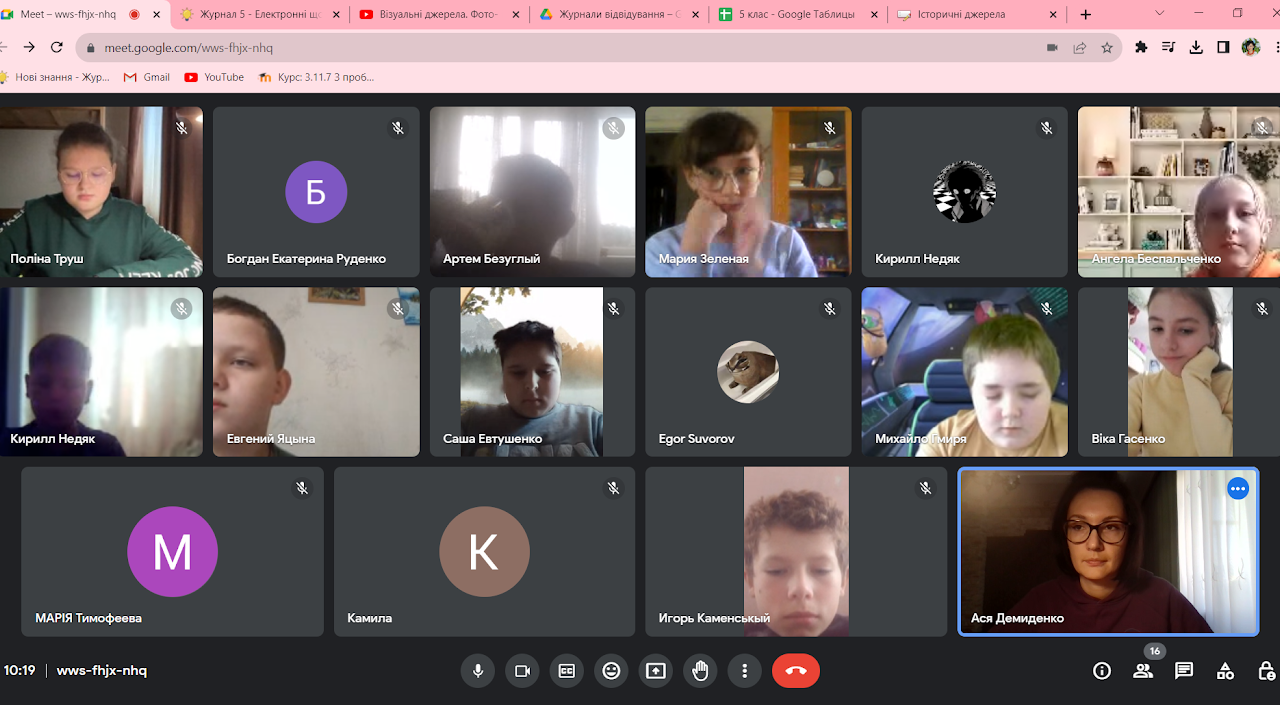 Meet – wws-fhjx-nhq
Журнал 5 - Електронні щ
Візуальні джерела. Фото-
Журнали відвідування –
5 клас - Google Таблицы
Історичні джерела
meet.google.com/wws-fhjx-nhq
Нові знання - Жур...
Gmail
YouTube
Курс: 3.11.7 З проб...
Поліна Труш
Б
Богдан Екатерина Руденко
Артем Безуглый
Мария Зеленая
Кирилл Недяк
Ангела Беспальченко
Кирилл Недяк
Евгений Яцына
Саша Евтушенко
Egor Suvorov
Михайло Гмиря
Віка Гасенко
М
МАРІЯ Тимофеева
К
Камила
Игорь Каменськый
Ася Демиденко
10:19 | wws-fhjx-nhq
16